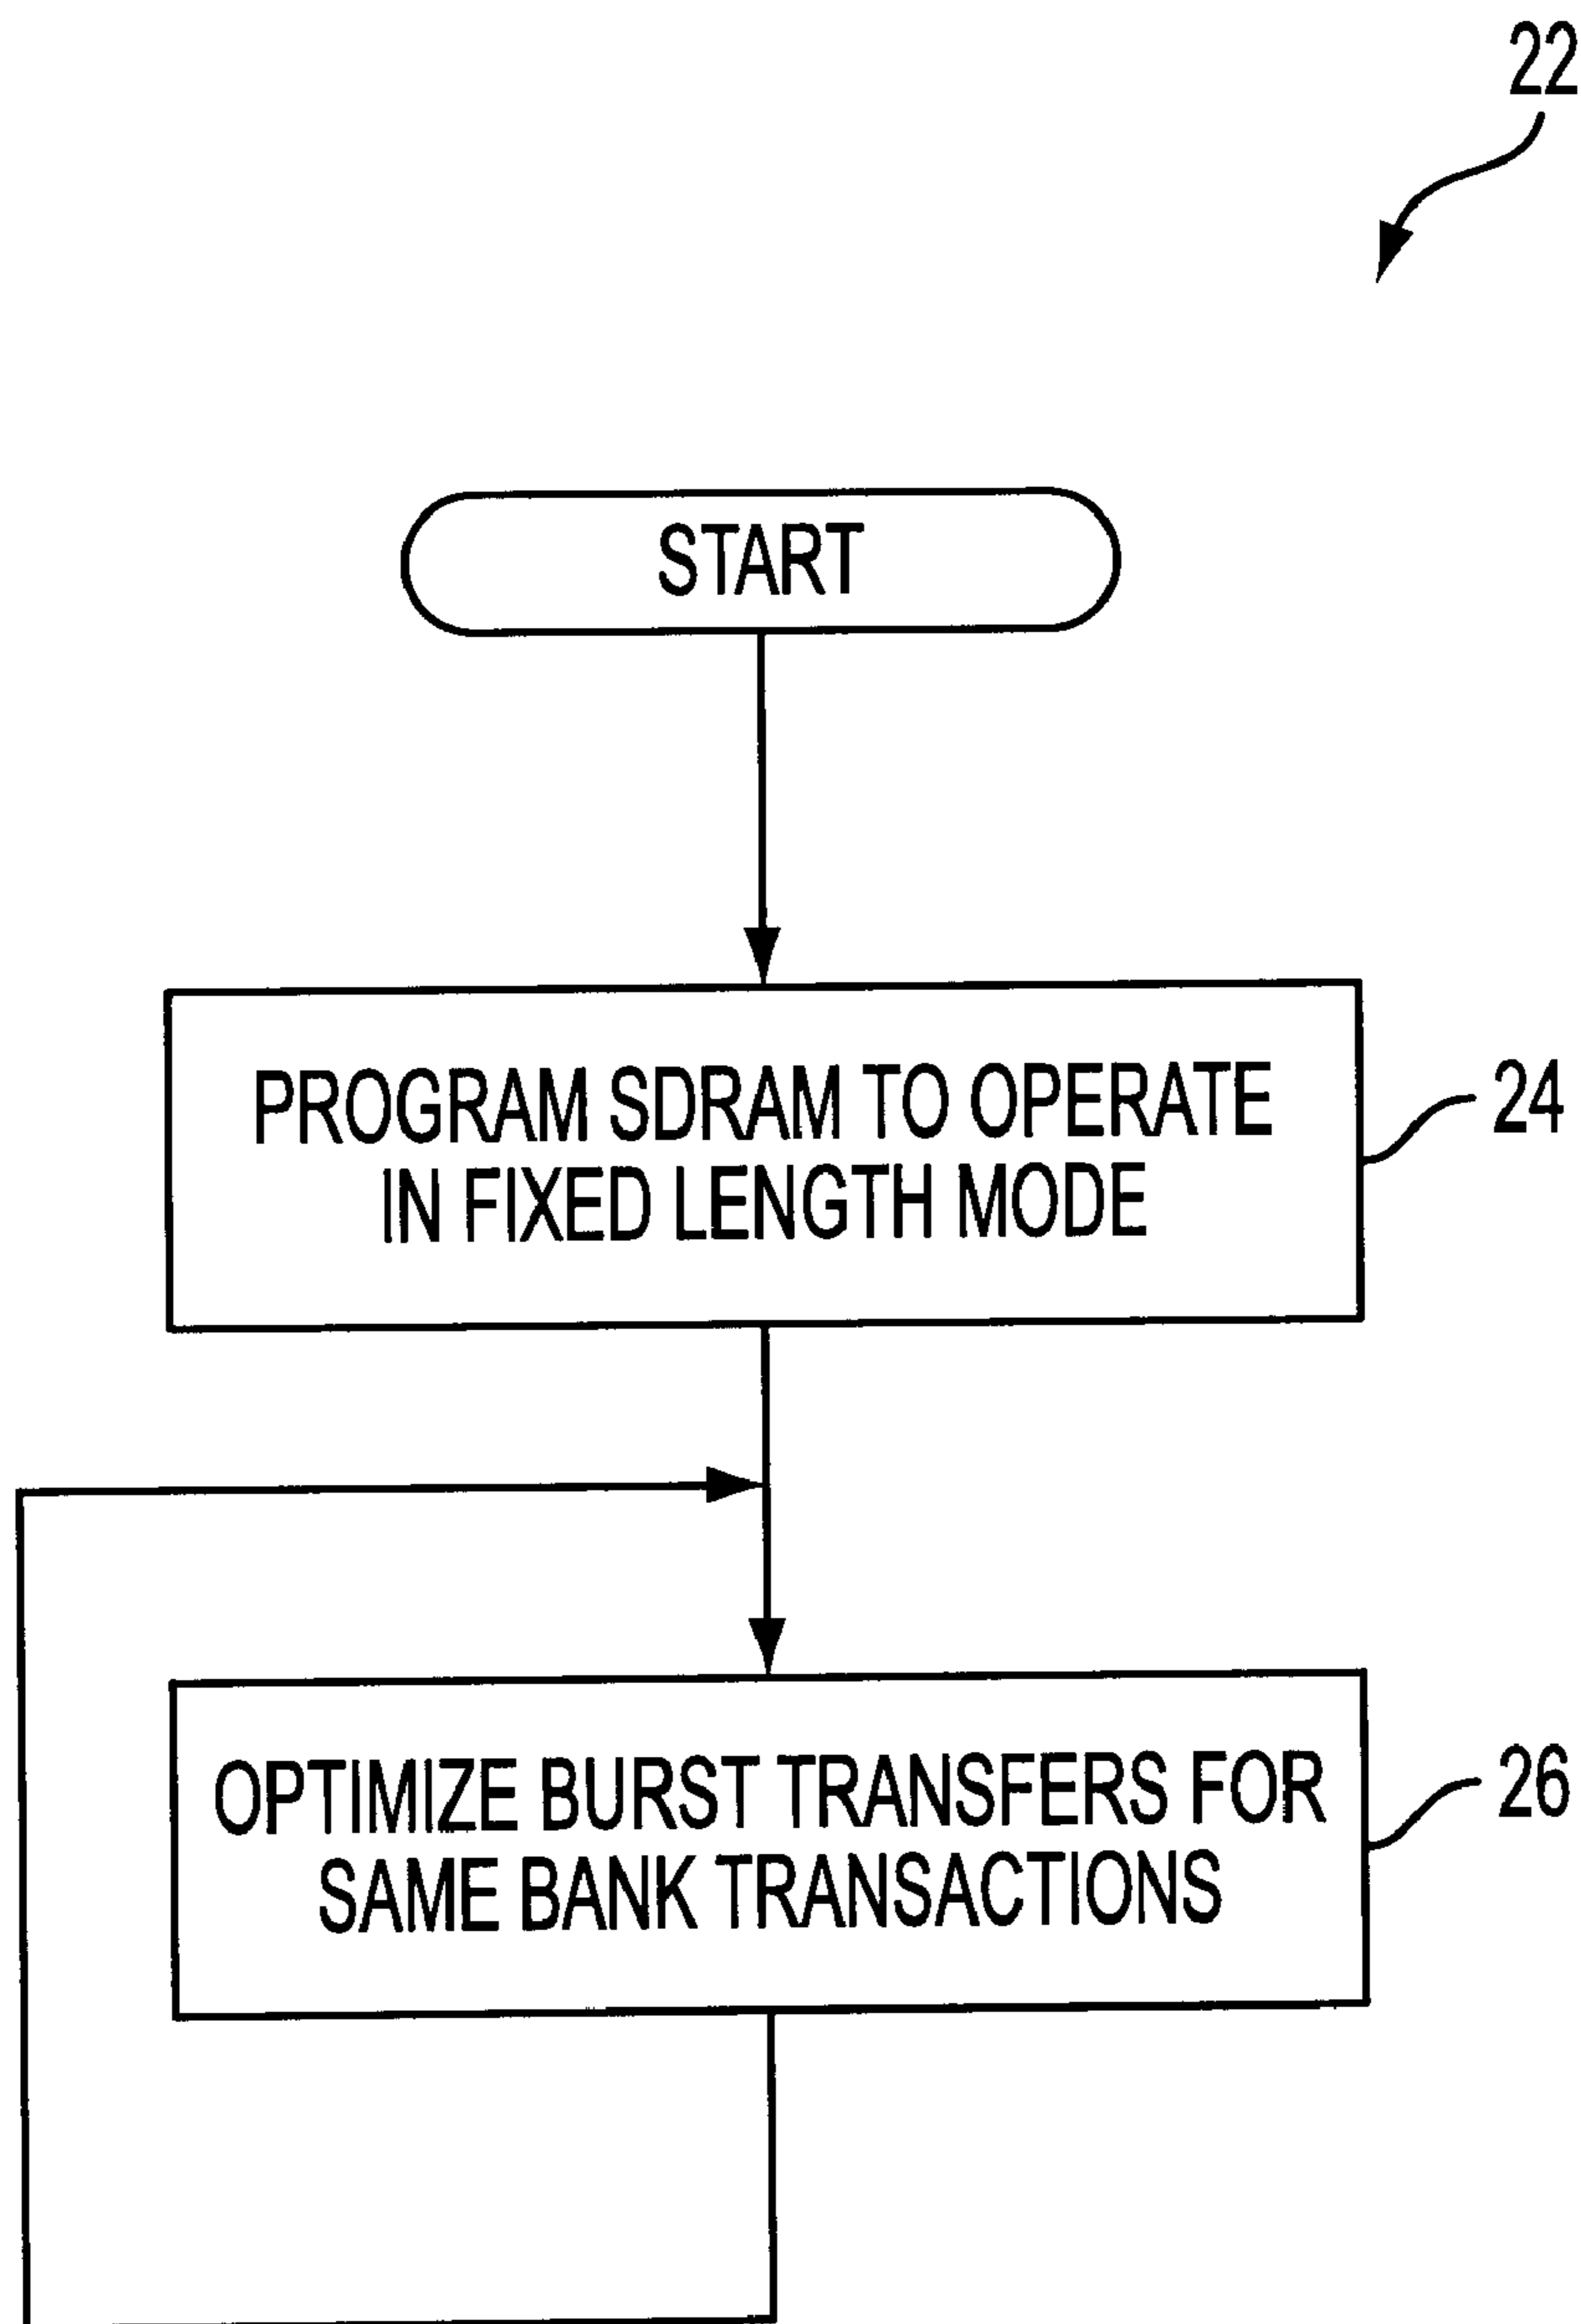 22
START
PROGRAM SDRAM TO OPERATE
IN FIXED LENGTH MODE
24
OPTIMIZE BURST TRANSFERS FOR
SAME BANK TRANSACTIONS
26